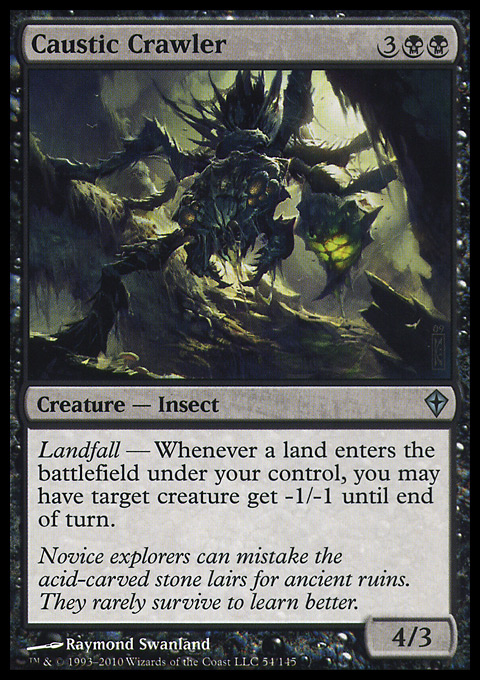 Caustic Crawler 3
Creature — Insect
Landfall — Whenever a land enters the
battlefield under your control, you may
have target creature get -1/-1 until end
of turn.
Novice explorers can mistake the
acid-carved stone lairs for ancient ruins.
They rarely survive to learn better.
Raymond Swanland
4/3
™ & © 1993–2010 Wizards of the Coast LLC 54/145